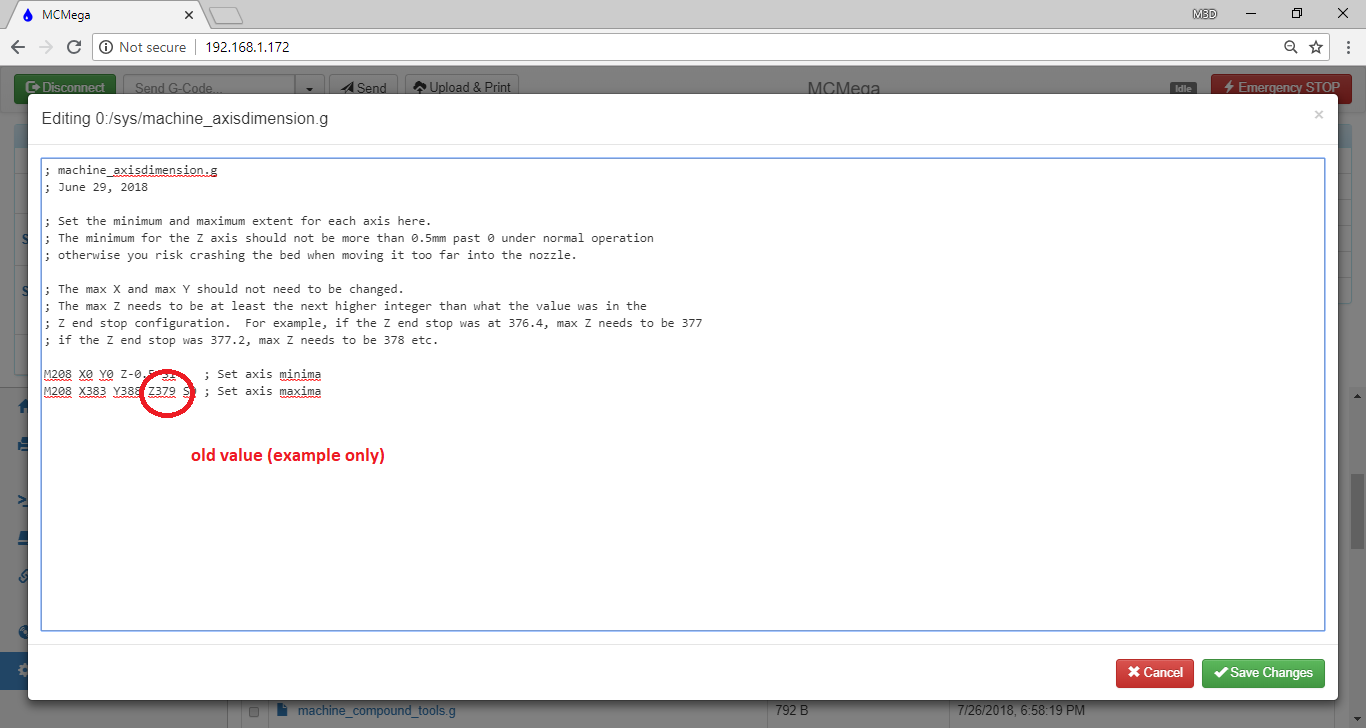 MCMega
M3D
Not secure
192.168.1.172
Disconnect
Send G-Code...
Send
Upload & Print
MCMega
Idle
Emergency STOP
Editing 0:/sys/machine_axisdimension.g
×
; machine_axisdimension.g
; June 29, 2018
; Set the minimum and maximum extent for each axis here.
; The minimum for the Z axis should not be more than 0.5mm past 0 under normal operation
; otherwise you risk crashing the bed when moving it too far into the nozzle.
; The max X and max Y should not need to be changed.
; The max Z needs to be at least the next higher integer than what the value was in the
; Z end stop configuration.  For example, if the Z end stop was at 376.4, max Z needs to be 377
; if the Z end stop was 377.2, max Z needs to be 378 etc.
M208 X0 Y0 Z-0.5 S1 ; Set axis minima
M208 X383 Y388 Z379 S0 ; Set axis maxima
old value (example only)
Cancel
Save Changes
machine_compound_tools.g
792 B
7/26/2018, 6:58:19 PM